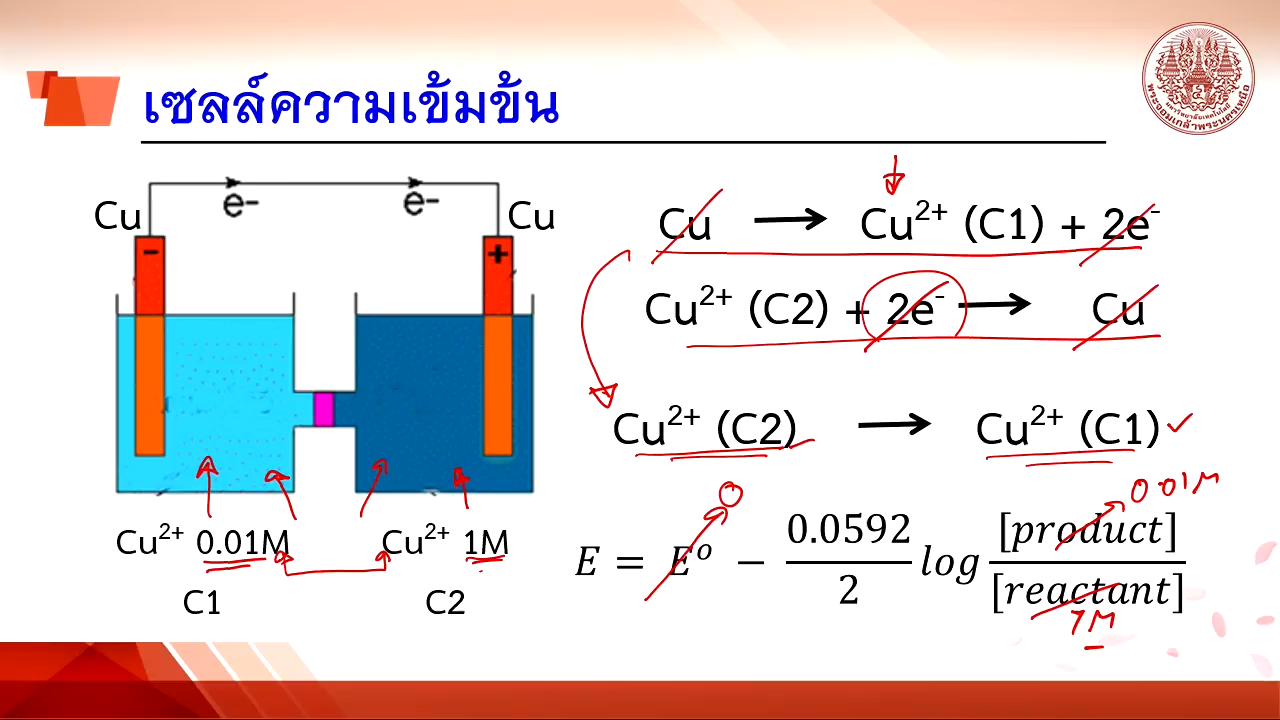 เซลล์ความเข้มข้น
Cu e- e- Cu
- +
Cu → Cu²⁺ (C1) + 2e⁻
Cu²⁺ (C2) + 2e⁻ → Cu
Cu²⁺ (C2) → Cu²⁺ (C1)
Cu²⁺ 0.01M Cu²⁺ 1M
C1 C2
0 0.01M
E = E° − 0.0592/2 log [product]/[reactant]
1M